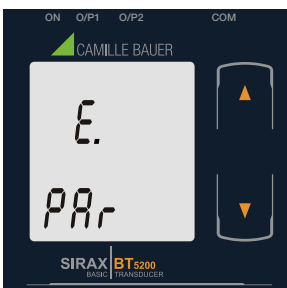 ON O/P1 O/P2 COM
CAMILLE BAUER
E.
PAr
SIRAX BT5200
BASIC TRANSDUCER